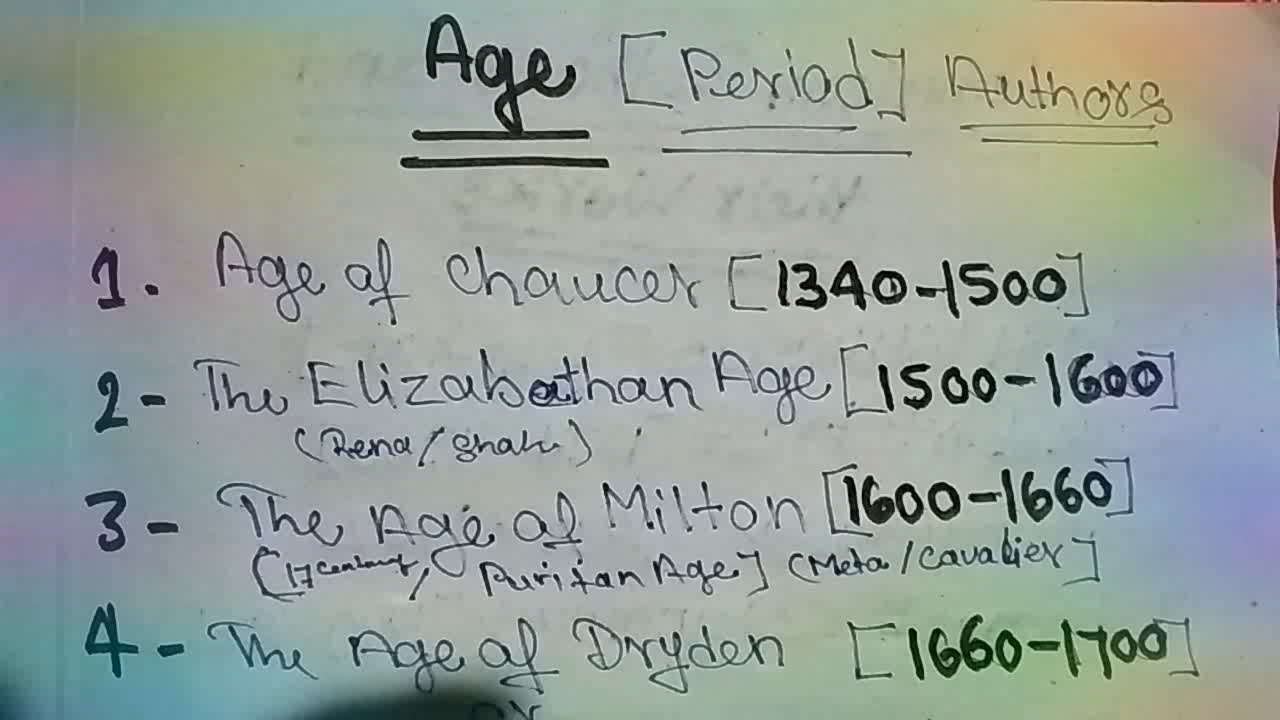 Age [Period] Authors
1. Age of Chaucer [1340-1500]
2- The Elizabeathan Age [1500-1600]
(Rena/Shak)
3- The Age of Milton [1600-1660]
[17 Century, Puritan Age] (Meta/Cavalier]
4- The Age of Dryden [1660-1700]